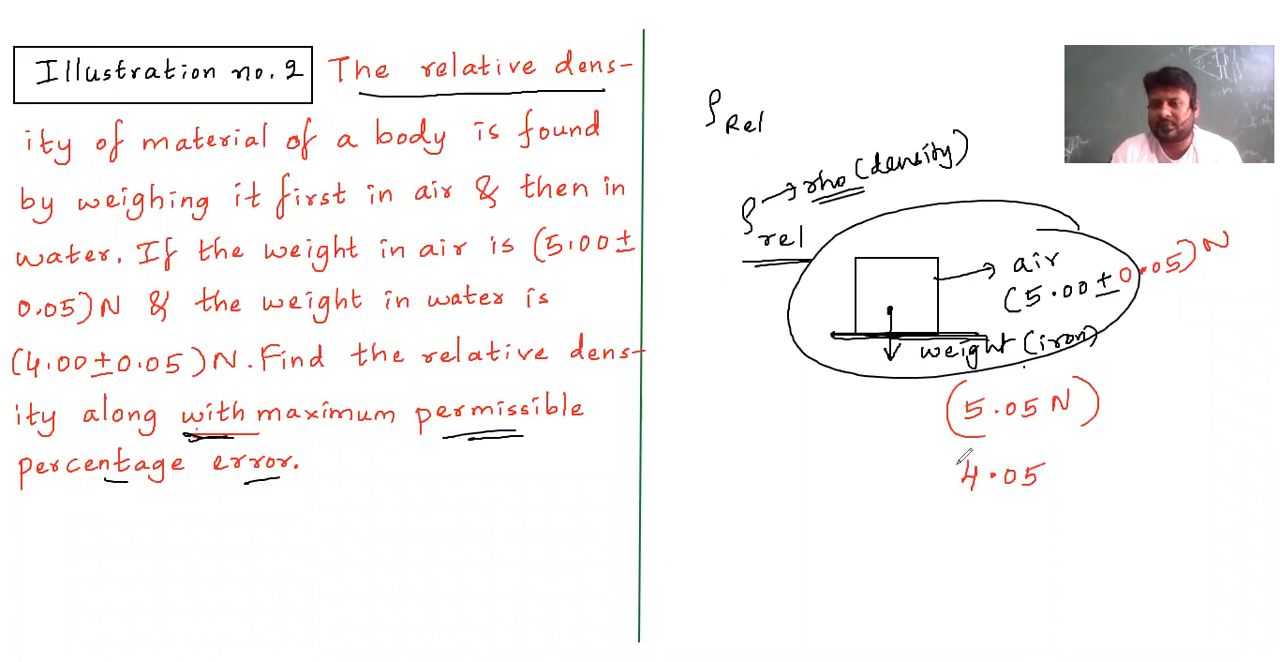 Illustration no. 2 The relative dens-
ity of material of a body is found
by weighing it first in air & then in
water. If the weight in air is (5.00 ±
0.05) N & the weight in water is
(4.00 ± 0.05) N. Find the relative dens-
ity along with maximum permissible
percentage error.
ρ Rel
ρ → rho (density)
rel
air
(5.00 ± 0.05) N
weight (iron)
(5.05 N)
4.05